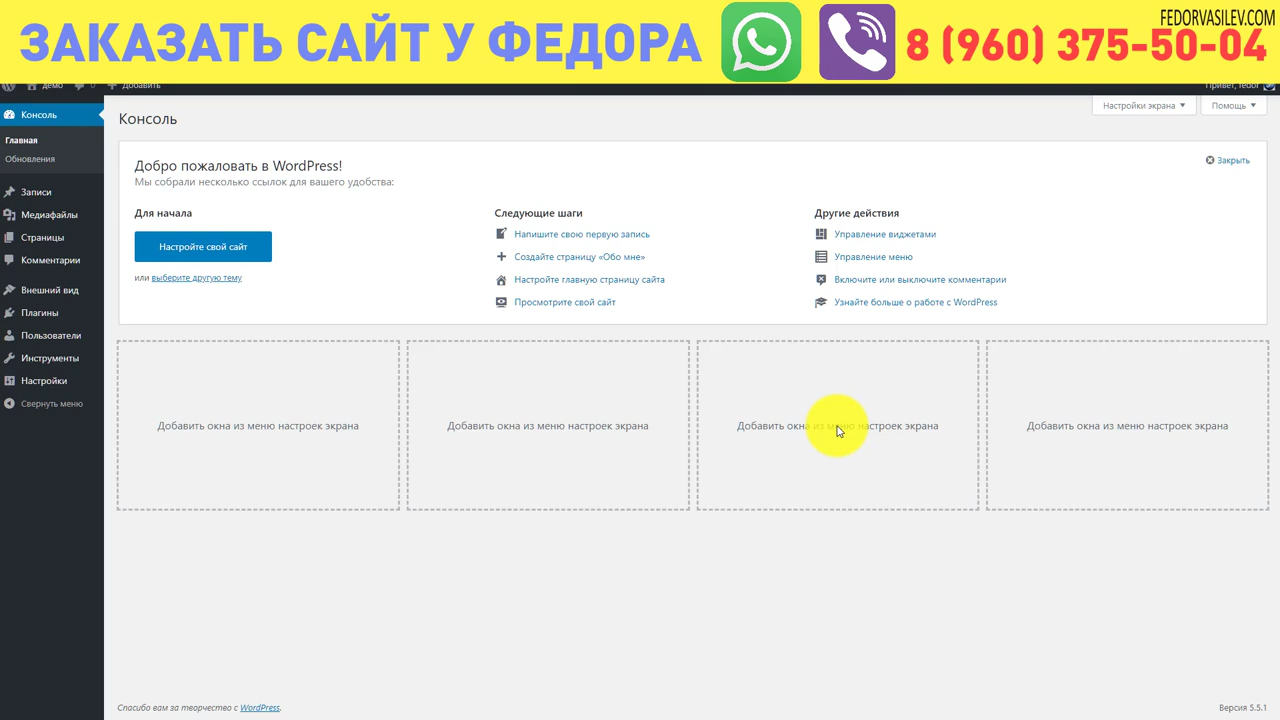 FEDORVASILEV.COM
ЗАКАЗАТЬ САЙТ У ФЕДОРА 8 (960) 375-50-04
демо 0 Добавить Привет, fedor
Консоль
Главная
Обновления
Записи
Медиафайлы
Страницы
Комментарии
Внешний вид
Плагины
Пользователи
Инструменты
Настройки
Свернуть меню
Настройки экрана Помощь
Консоль
Добро пожаловать в WordPress!
Закрыть
Мы собрали несколько ссылок для вашего удобства:
Для начала
Настройте свой сайт
или выберите другую тему
Следующие шаги
Напишите свою первую запись
Создайте страницу «Обо мне»
Настройте главную страницу сайта
Просмотрите свой сайт
Другие действия
Управление виджетами
Управление меню
Включите или выключите комментарии
Узнайте больше о работе с WordPress
Добавить окна из меню настроек экрана
Добавить окна из меню настроек экрана
Добавить окна из меню настроек экрана
Добавить окна из меню настроек экрана
Спасибо вам за творчество с WordPress.
Версия 5.5.1